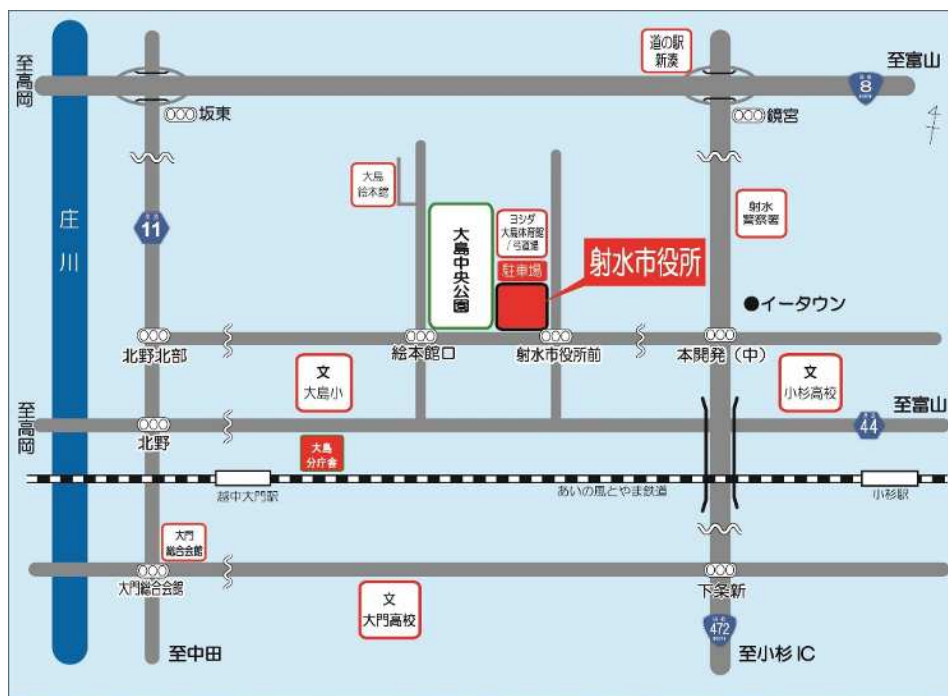 道の駅
新湊
至富山
至高岡
8
坂東
鏡宮
大島
絵本館
射水
警察署
庄川
11
大島中央公園
ヨシダ
大島体育館
/弓道場
駐車場
射水市役所
●イータウン
北野北部
絵本館口
射水市役所前
本開発(中)
文
大島小
文
小杉高校
至高岡
至富山
北野
44
大島
分庁舎
越中大門駅
あいの風とやま鉄道
小杉駅
大門
総合会館
大門総合会館
下条新
文
大門高校
472
至中田
至小杉IC